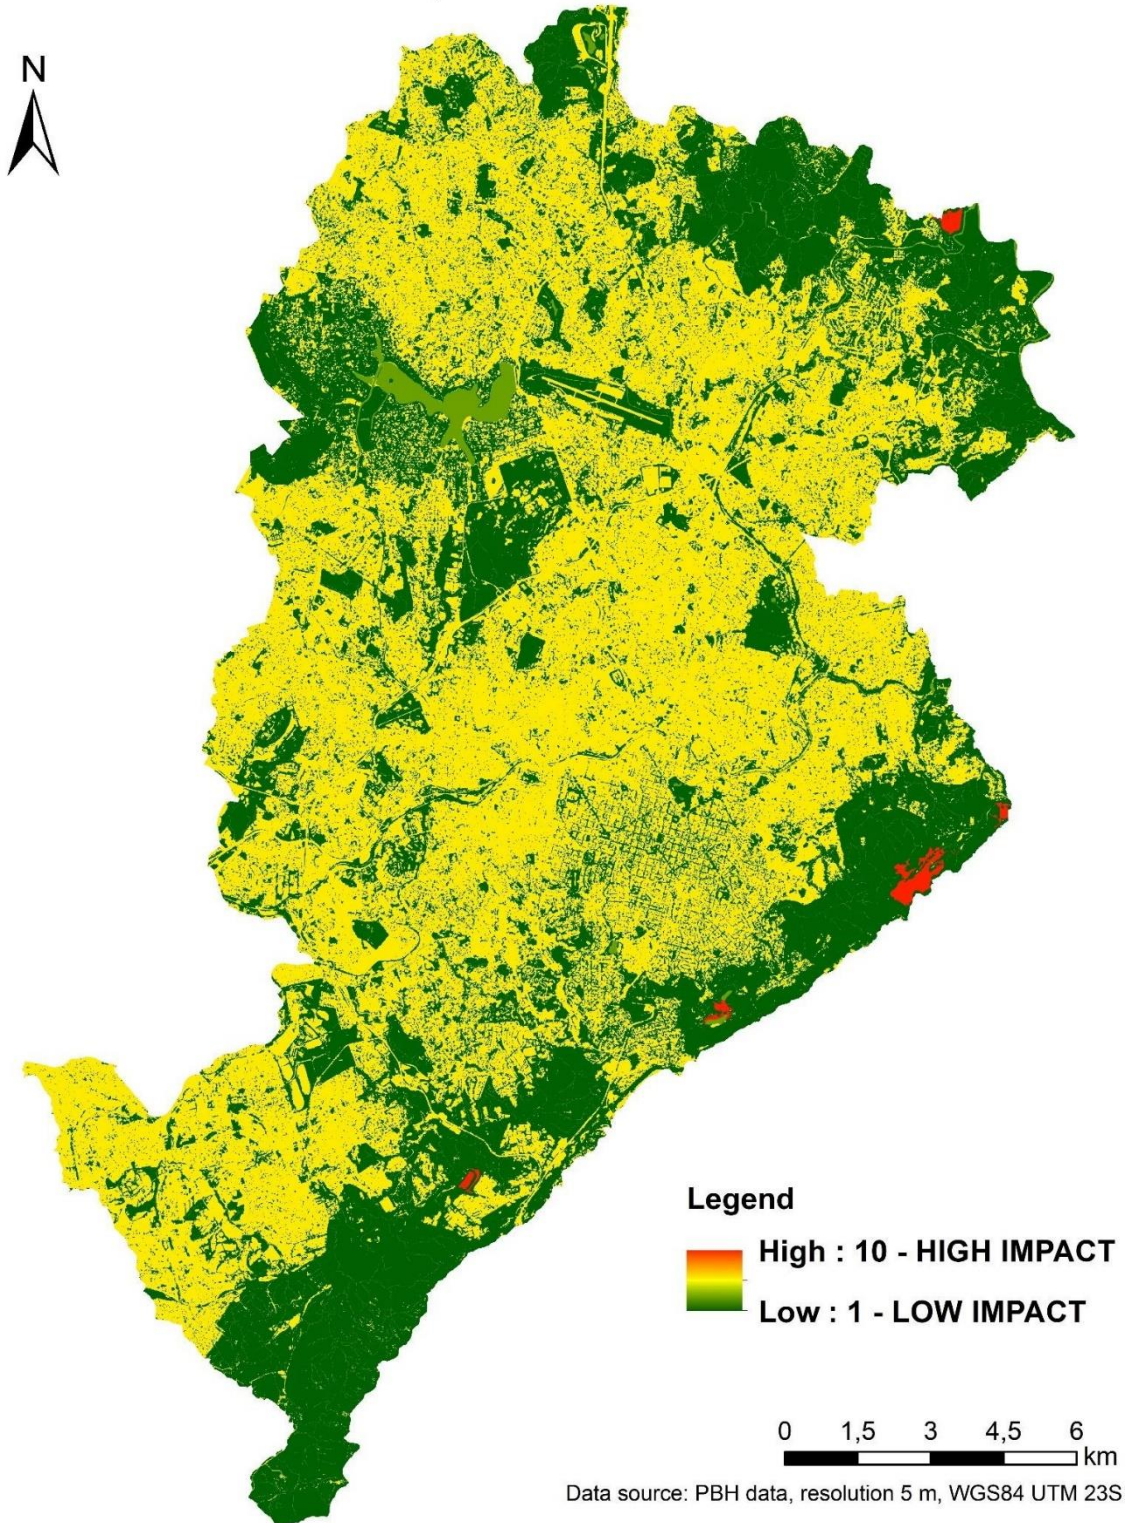 N
Legend
High : 10 - HIGH IMPACT
Low : 1 - LOW IMPACT
0 1,5 3 4,5 6
km
Data source: PBH data, resolution 5 m, WGS84 UTM 23S